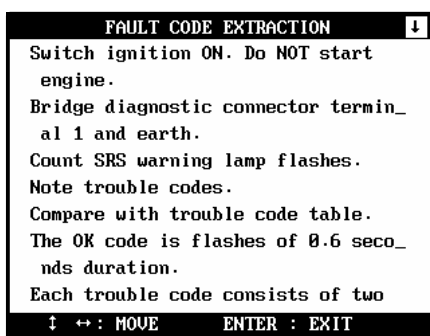 FAULT CODE EXTRACTION ↓
Switch ignition ON. Do NOT start
engine.
Bridge diagnostic connector termin_
al 1 and earth.
Count SRS warning lamp flashes.
Note trouble codes.
Compare with trouble code table.
The OK code is flashes of 0.6 seco_
nds duration.
Each trouble code consists of two
↕ ↔: MOVE ENTER : EXIT